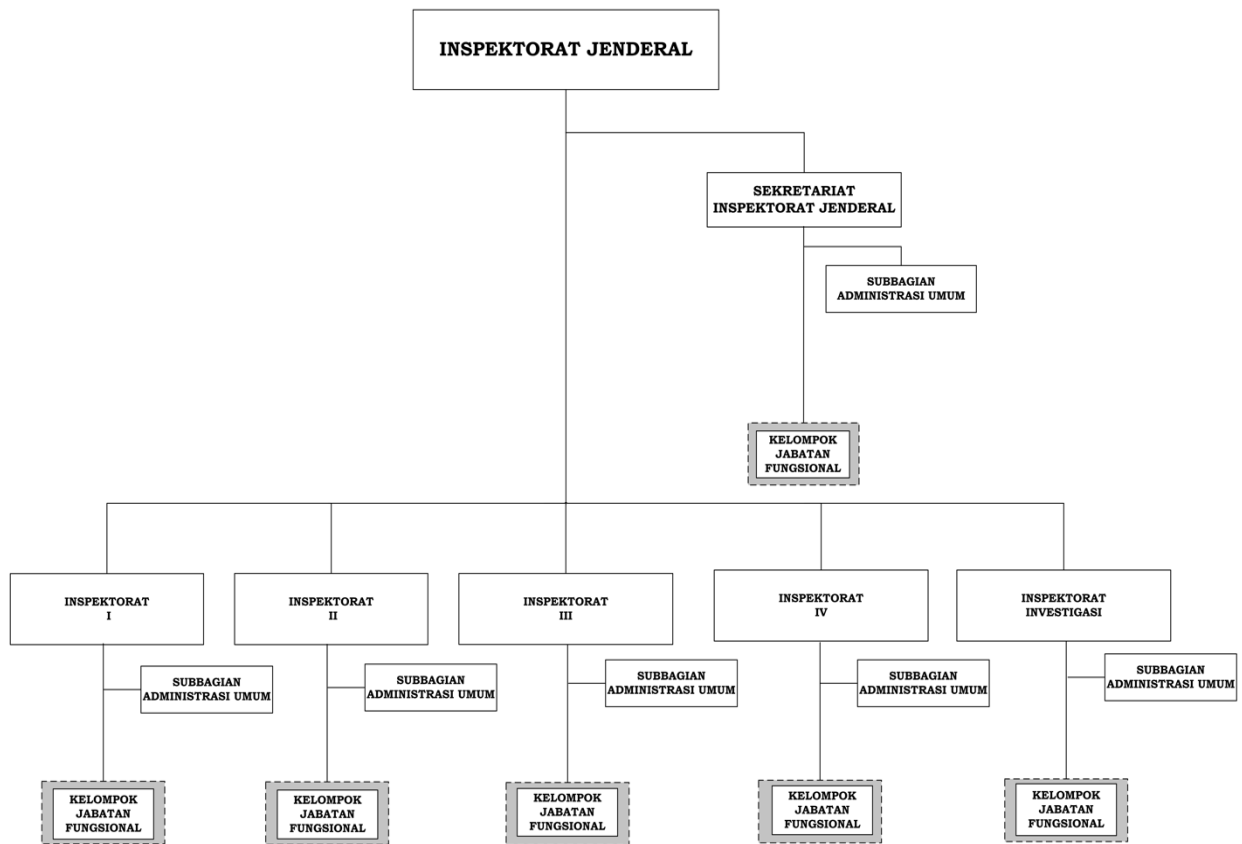 INSPEKTORAT JENDERAL
SEKRETARIAT
INSPEKTORAT JENDERAL
SUBBAGIAN
ADMINISTRASI UMUM
KELOMPOK
JABATAN
FUNGSIONAL
INSPEKTORAT
I
INSPEKTORAT
II
INSPEKTORAT
III
INSPEKTORAT
IV
INSPEKTORAT
INVESTIGASI
SUBBAGIAN
ADMINISTRASI UMUM
SUBBAGIAN
ADMINISTRASI UMUM
SUBBAGIAN
ADMINISTRASI UMUM
SUBBAGIAN
ADMINISTRASI UMUM
SUBBAGIAN
ADMINISTRASI UMUM
KELOMPOK
JABATAN
FUNGSIONAL
KELOMPOK
JABATAN
FUNGSIONAL
KELOMPOK
JABATAN
FUNGSIONAL
KELOMPOK
JABATAN
FUNGSIONAL
KELOMPOK
JABATAN
FUNGSIONAL